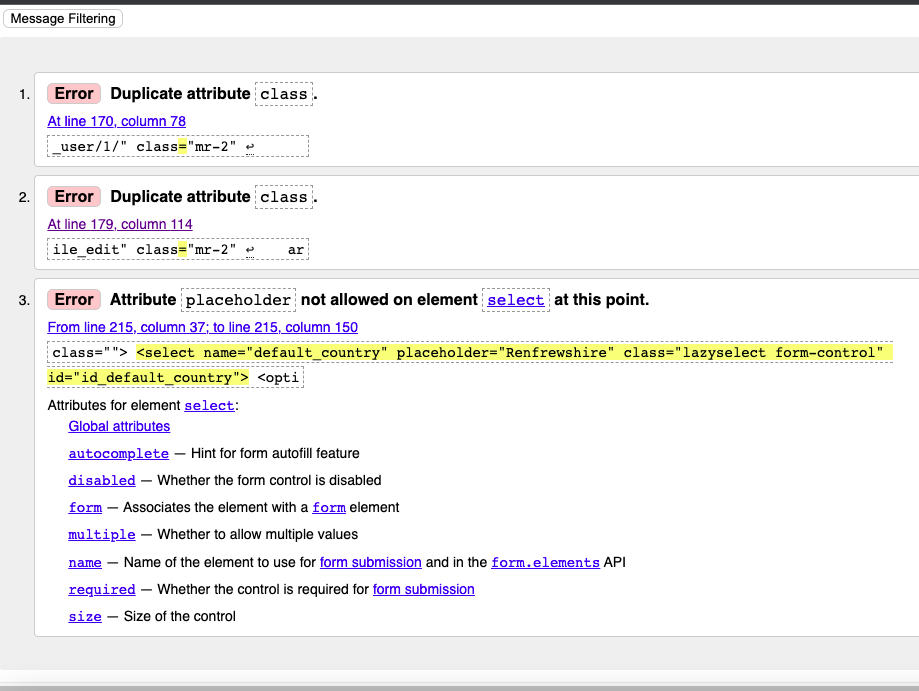 Message Filtering
1. Error Duplicate attribute class.
At line 170, column 78
_user/1/" class="mr-2" ↩
2. Error Duplicate attribute class.
At line 179, column 114
ile_edit" class="mr-2" ↩ ar
3. Error Attribute placeholder not allowed on element select at this point.
From line 215, column 37; to line 215, column 150
class=""> <select name="default_country" placeholder="Renfrewshire" class="lazyselect form-control"
id="id_default_country"> <opti
Attributes for element select:
Global attributes
autocomplete — Hint for form autofill feature
disabled — Whether the form control is disabled
form — Associates the element with a form element
multiple — Whether to allow multiple values
name — Name of the element to use for form submission and in the form.elements API
required — Whether the control is required for form submission
size — Size of the control